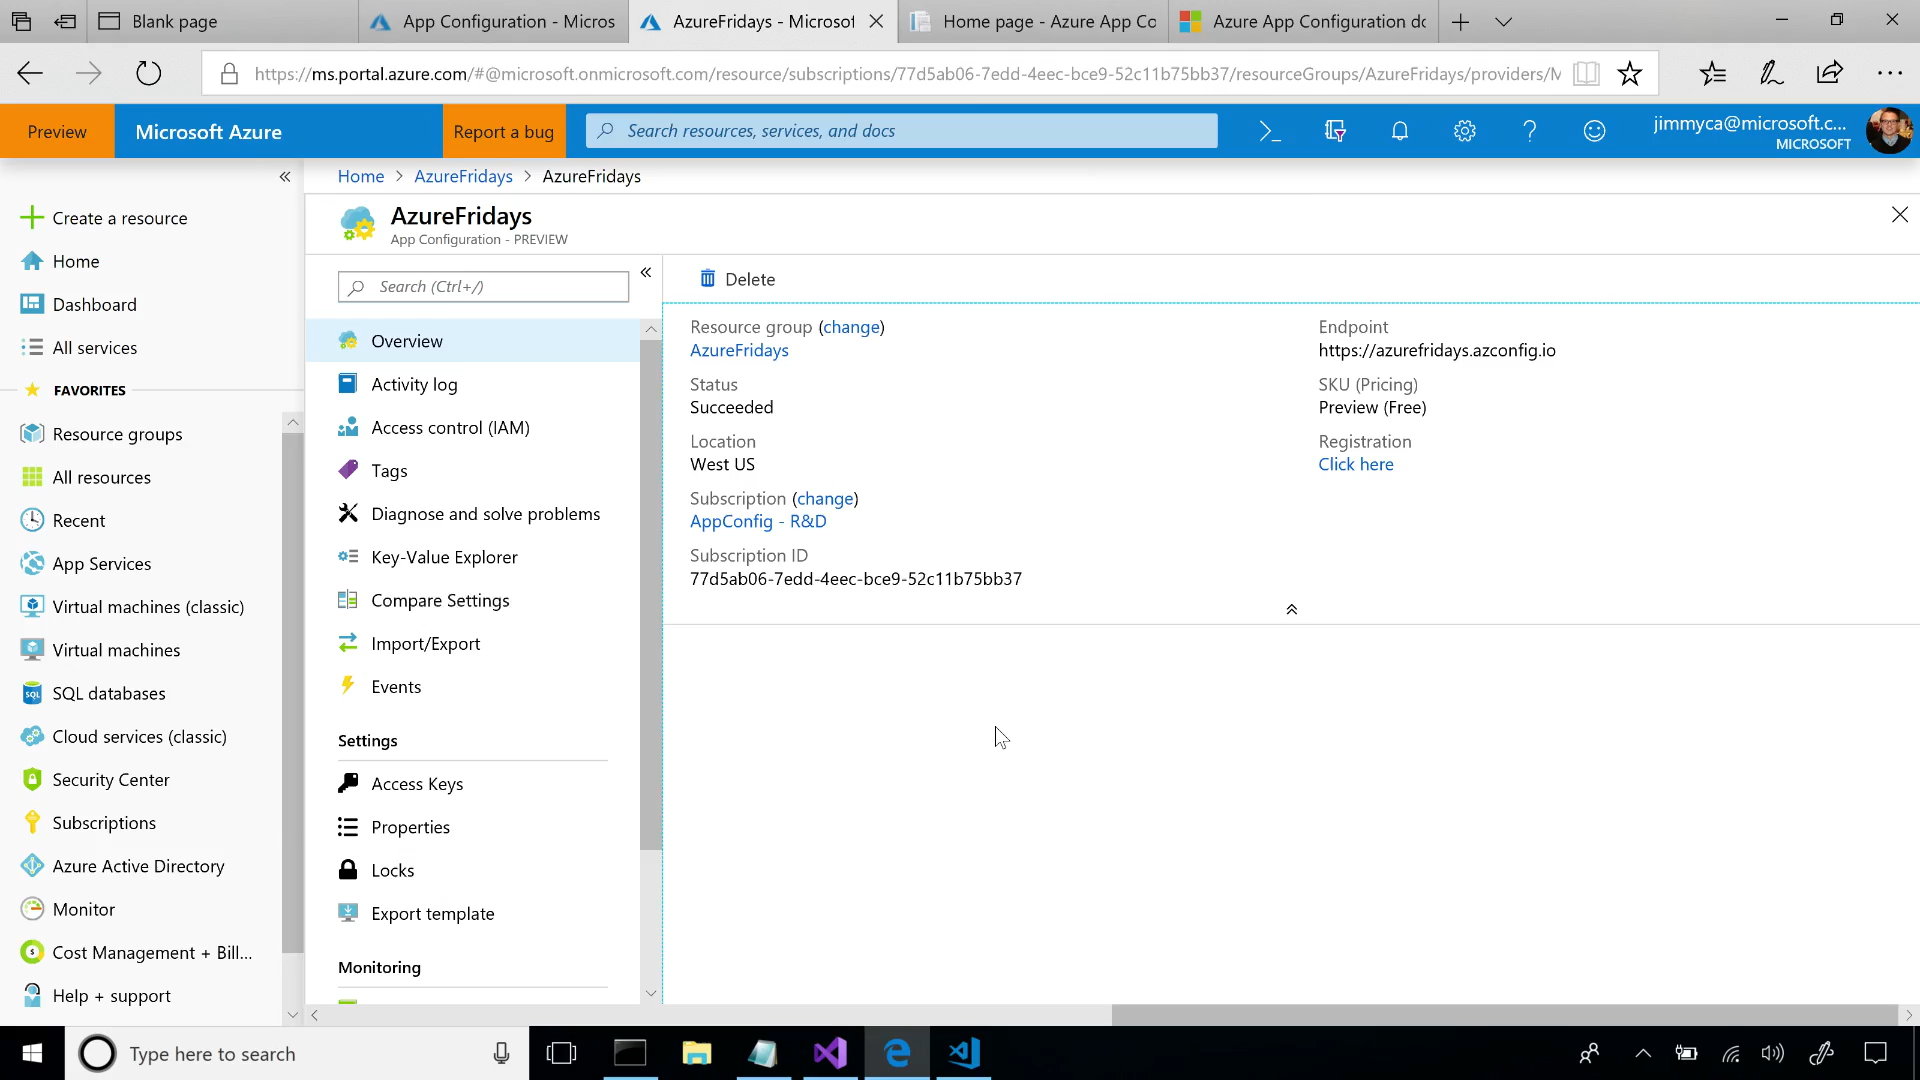 Blank page
App Configuration - Micros
AzureFridays - Microsof
Home page - Azure App Co
Azure App Configuration do
https://ms.portal.azure.com/#@microsoft.onmicrosoft.com/resource/subscriptions/77d5ab06-7edd-4eec-bce9-52c11b75bb37/resourceGroups/AzureFridays/providers/M
Preview
Microsoft Azure
Report a bug
Search resources, services, and docs
jimmyca@microsoft.c...
MICROSOFT
Home > AzureFridays > AzureFridays
Create a resource
Home
Dashboard
All services
FAVORITES
Resource groups
All resources
Recent
App Services
Virtual machines (classic)
Virtual machines
SQL databases
Cloud services (classic)
Security Center
Subscriptions
Azure Active Directory
Monitor
Cost Management + Bill...
Help + support
AzureFridays
App Configuration - PREVIEW
Search (Ctrl+/)
Overview
Activity log
Access control (IAM)
Tags
Diagnose and solve problems
Key-Value Explorer
Compare Settings
Import/Export
Events
Settings
Access Keys
Properties
Locks
Export template
Monitoring
Delete
Resource group (change)
AzureFridays
Status
Succeeded
Location
West US
Subscription (change)
AppConfig - R&D
Subscription ID
77d5ab06-7edd-4eec-bce9-52c11b75bb37
Endpoint
https://azurefridays.azconfig.io
SKU (Pricing)
Preview (Free)
Registration
Click here
Type here to search